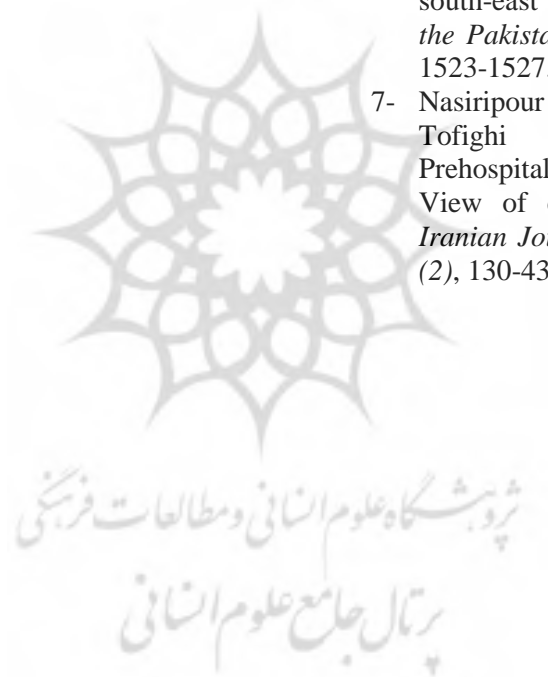 south-east
the Pakista
1523-1527
7- Nasiripour
Tofighi
Prehospital
View of
Iranian Jou
(2), 130-43
پژوهشگاه علوم انسانی و مطالعات فرهنگی
پرتال جامع علوم انسانی